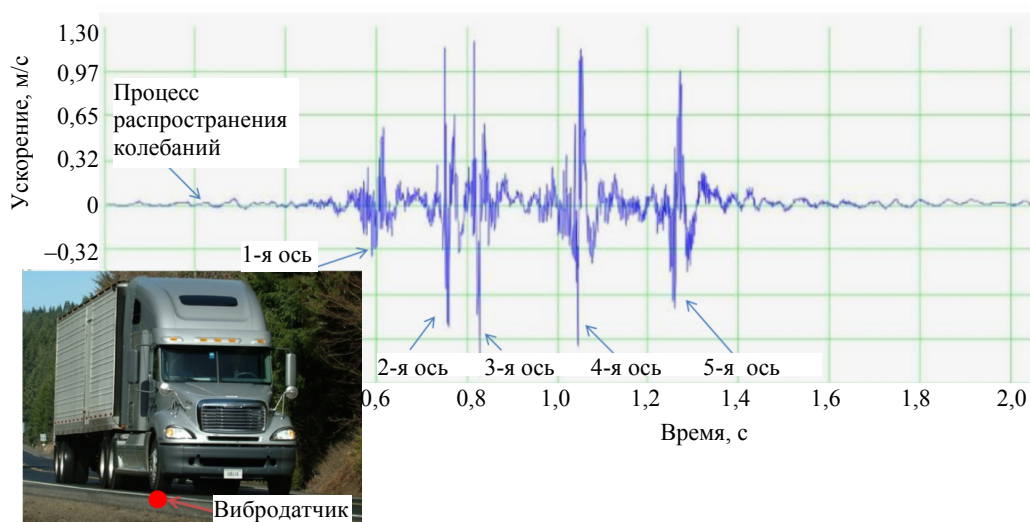 Ускорение, м/с
1,30
0,97
0,65
0,32
0
–0,32
Процесс
распространения
колебаний
1-я ось
2-я ось
3-я ось
4-я ось
5-я ось
0,6
0,8
1,0
1,2
1,4
1,6
1,8
2,0
Время, с
Вибродатчик